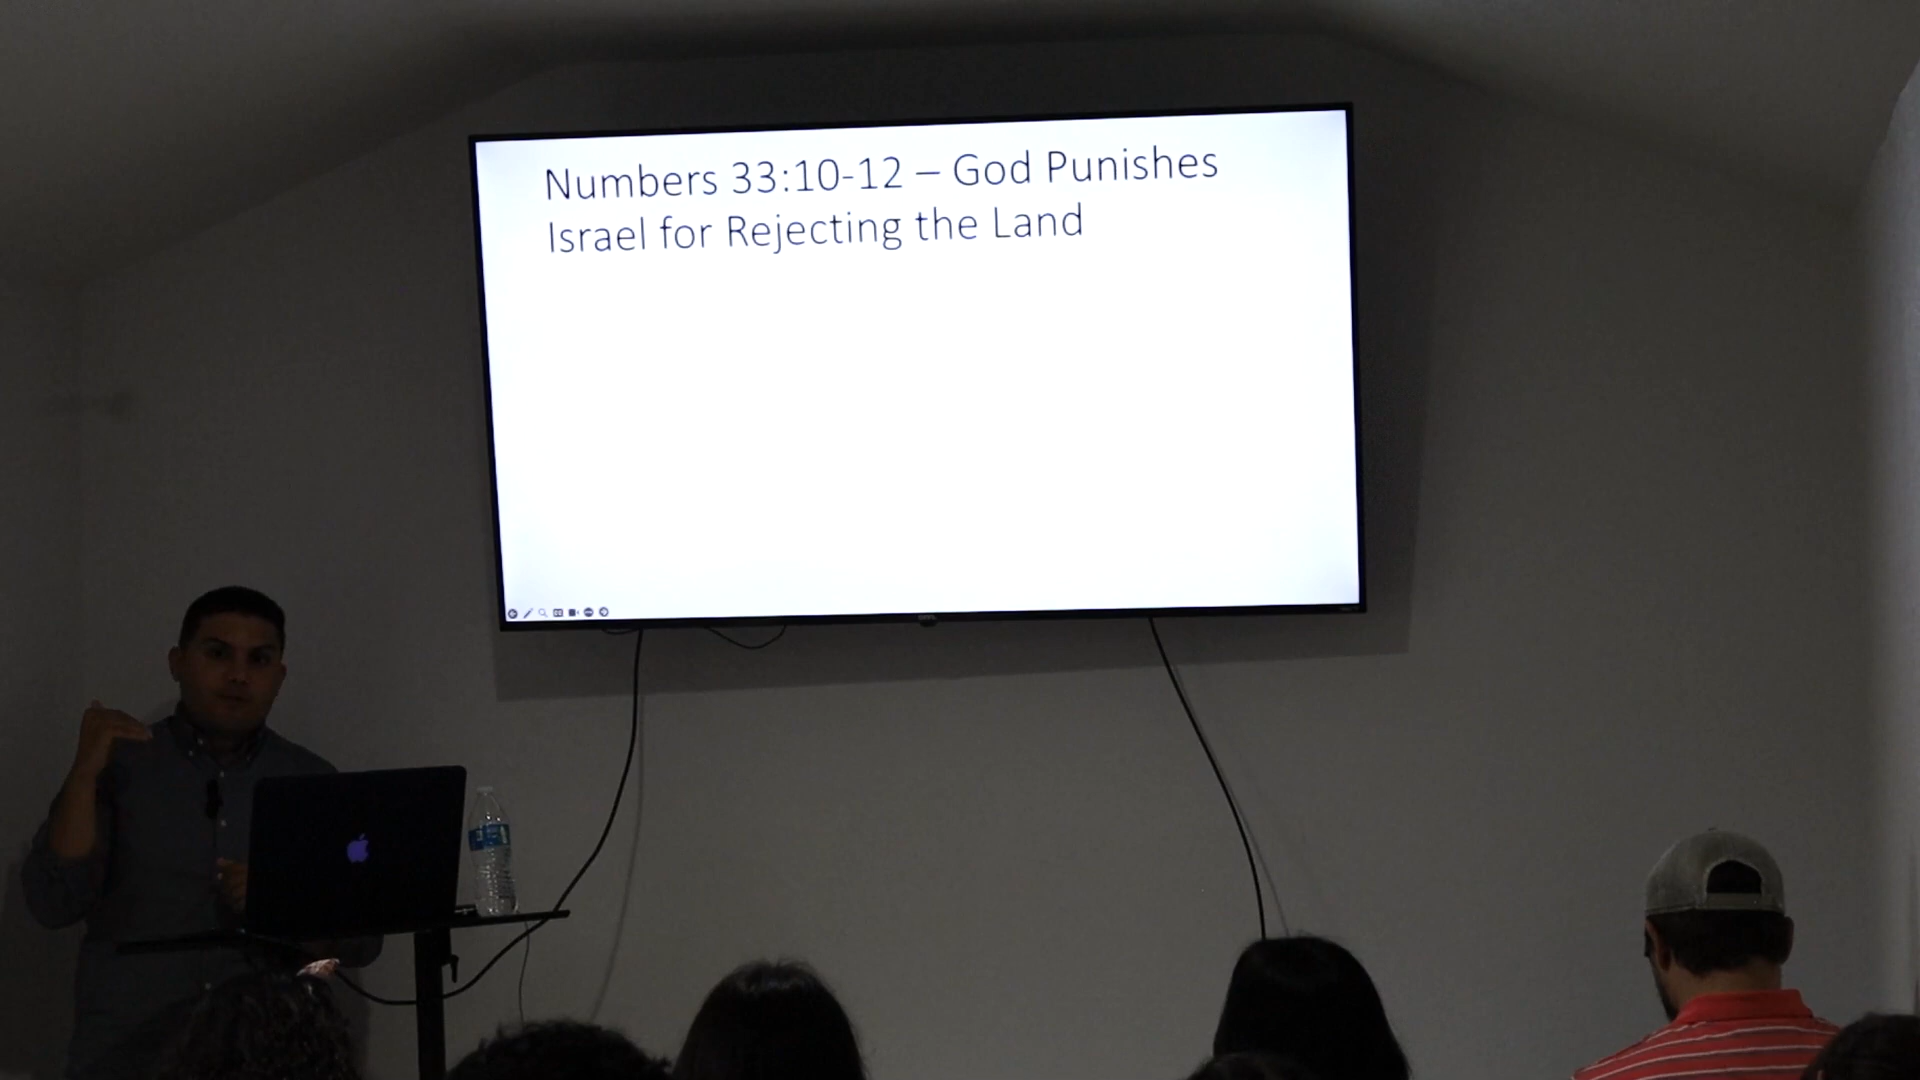 Numbers 33:10-12 – God Punishes
Israel for Rejecting the Land